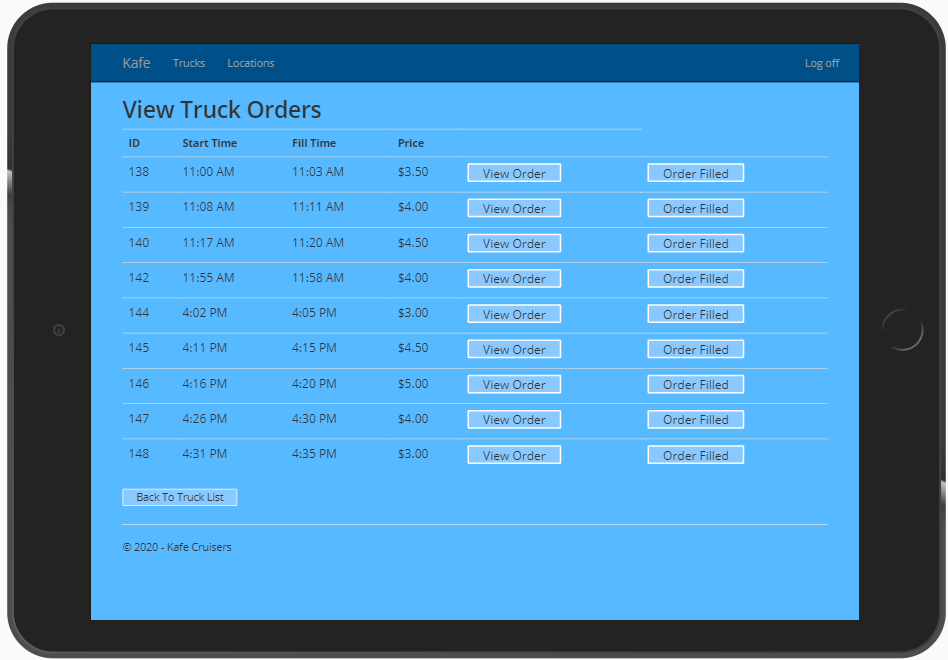 Kafe Trucks Locations Log off
View Truck Orders
ID Start Time Fill Time Price
138 11:00 AM 11:03 AM $3.50 View Order Order Filled
139 11:08 AM 11:11 AM $4.00 View Order Order Filled
140 11:17 AM 11:20 AM $4.50 View Order Order Filled
142 11:55 AM 11:58 AM $4.00 View Order Order Filled
144 4:02 PM 4:05 PM $3.00 View Order Order Filled
145 4:11 PM 4:15 PM $4.50 View Order Order Filled
146 4:16 PM 4:20 PM $5.00 View Order Order Filled
147 4:26 PM 4:30 PM $4.00 View Order Order Filled
148 4:31 PM 4:35 PM $3.00 View Order Order Filled
Back To Truck List
© 2020 - Kafe Cruisers